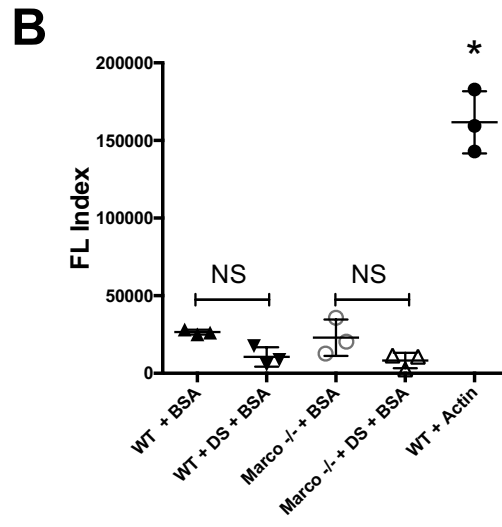 B
*
200000
150000
100000
50000
0
FL Index
NS
NS
WT + BSA
WT + DS + BSA
Marco -/- + BSA
Marco -/- + DS + BSA
WT + Actin